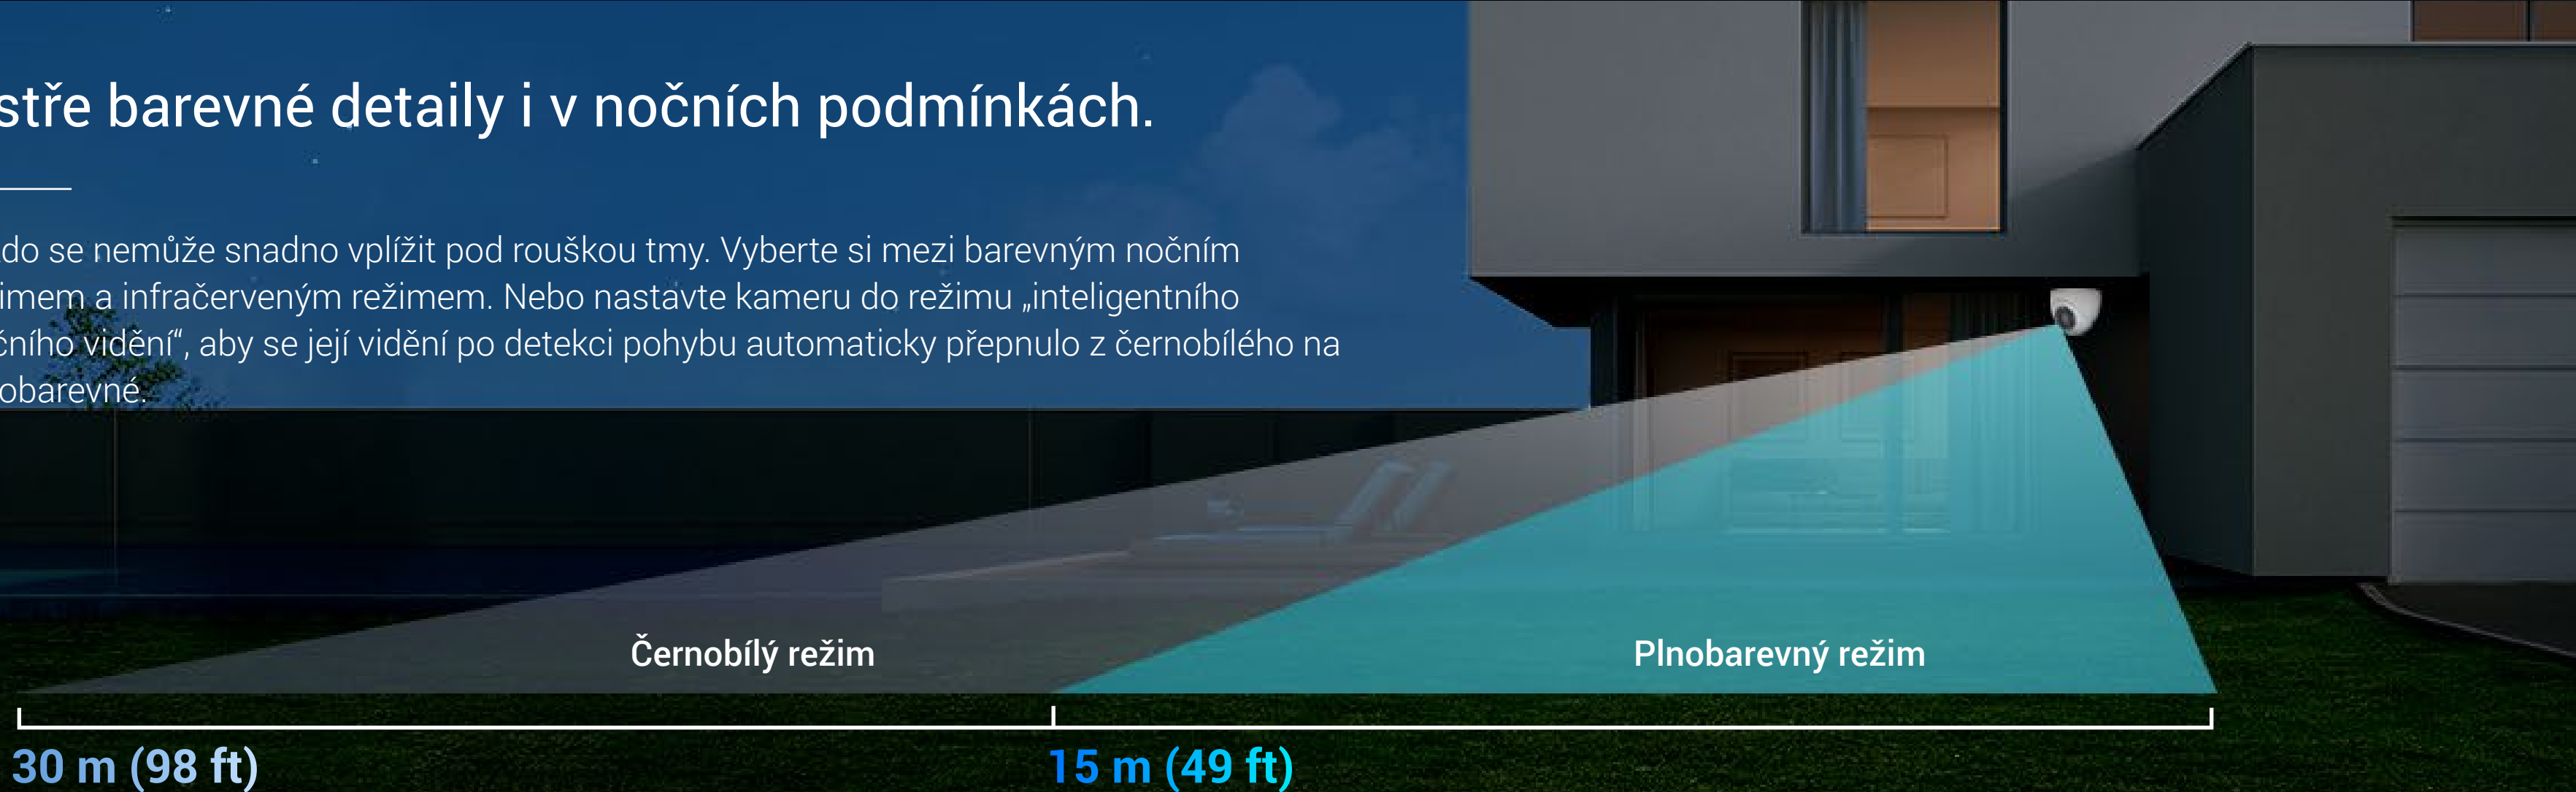 stře barevné detaily i v nočních podmínkách.
do se nemůže snadno vplížit pod rouškou tmy. Vyberte si mezi barevným nočním
imem a infračerveným režimem. Nebo nastavte kameru do režimu „inteligentního
čního vidění“, aby se její vidění po detekci pohybu automaticky přepnulo z černobílého na
obarevné.
Černobílý režim
Plnobarevný režim
30 m (98 ft)
15 m (49 ft)